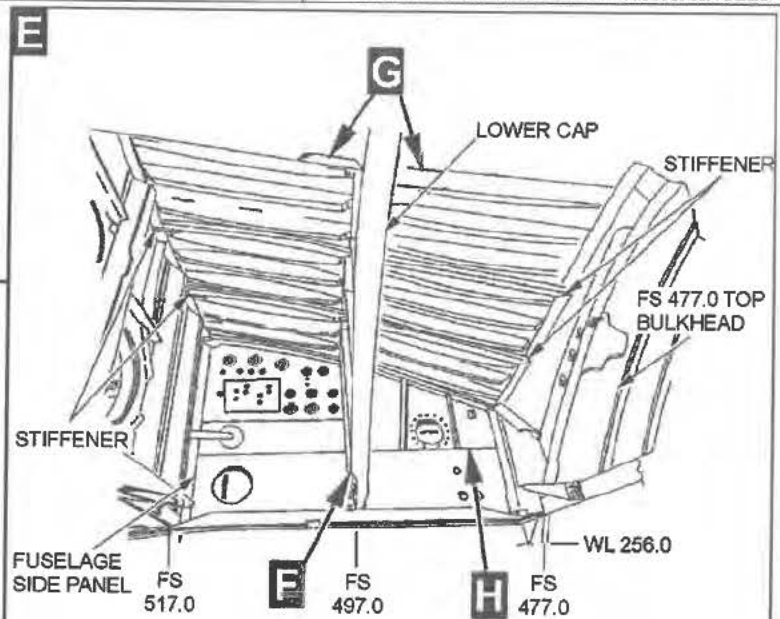 E
G
LOWER CAP
STIFFENER
FS 477.0 TOP
BULKHEAD
STIFFENER
FUSELAGE
SIDE PANEL
FS
517.0
F
FS
497.0
H
FS
477.0
WL 256.0